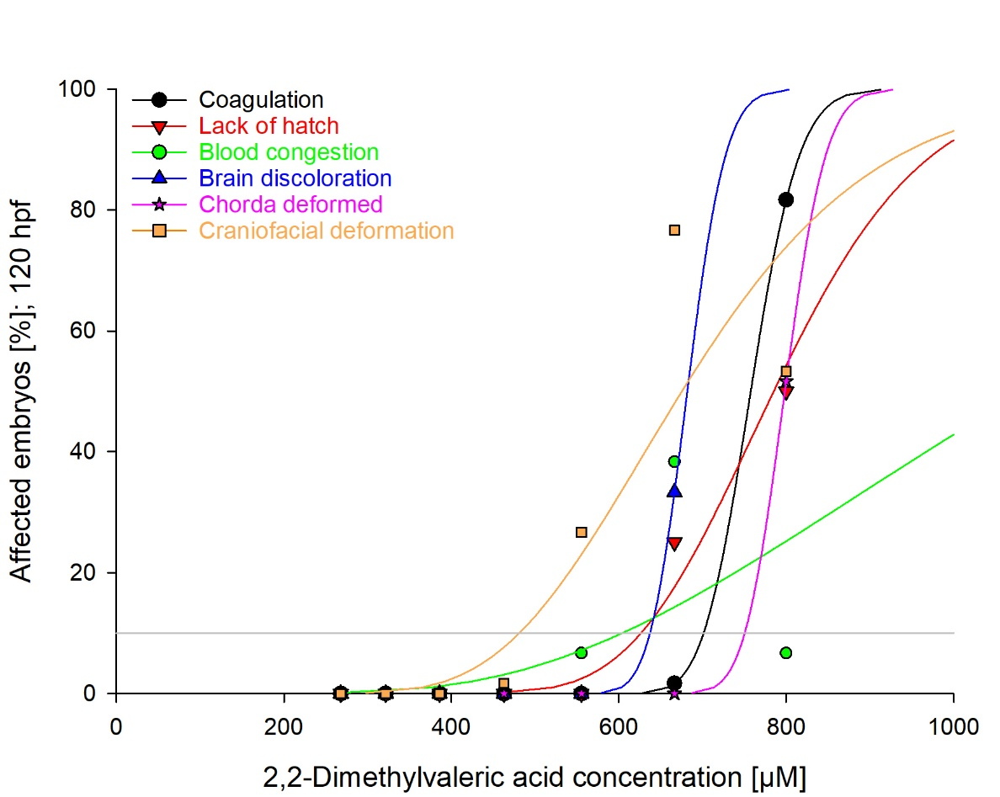 100
80
60
40
20
0
Affected embryos [%]; 120 hpf
Coagulation
Lack of hatch
Blood congestion
Brain discoloration
Chorda deformed
Craniofacial deformation
0 200 400 600 800 1000
2,2-Dimethylvaleric acid concentration [µM]